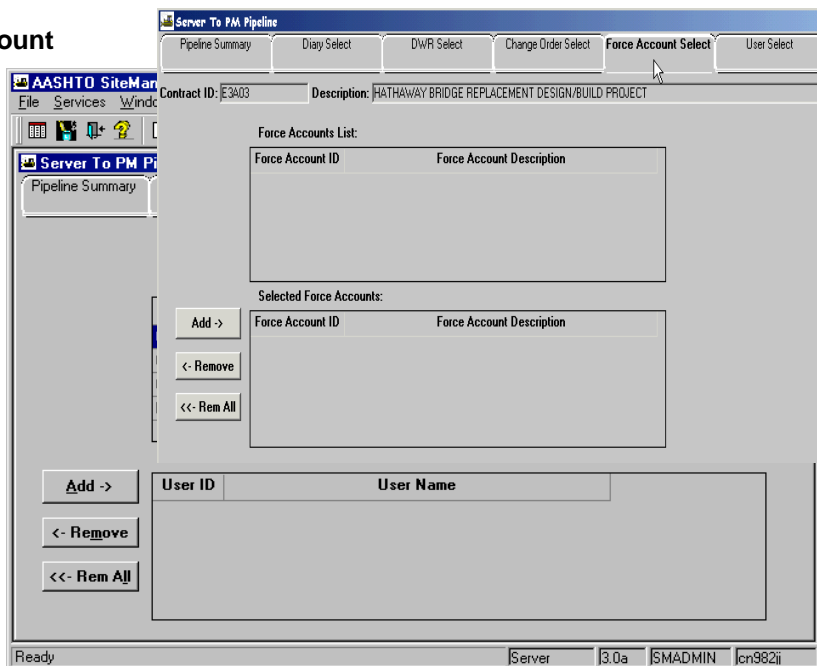 ount
Server To PM Pipeline
Pipeline Summary Diary Select DWR Select Change Order Select Force Account Select User Select
Contract ID: E3A03 Description: HATHAWAY BRIDGE REPLACEMENT DESIGN/BUILD PROJECT
Force Accounts List:
Force Account ID Force Account Description
Selected Force Accounts:
Add -> Force Account ID Force Account Description
<- Remove
<<- Rem All
AASHTO SiteMan
File Services Windo
Server To PM Pi
Pipeline Summary
Add -> User ID User Name
<- Remove
<<- Rem All
Ready Server 3.0a SMADMIN cn982jj